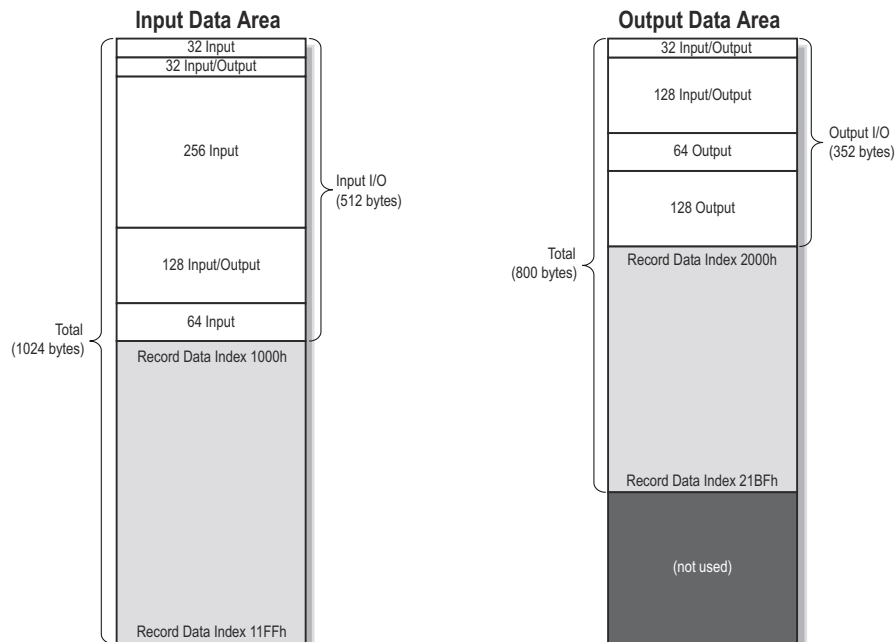 Input Data Area
32 Input
32 Input/Output
256 Input
Input I/O
(512 bytes)
128 Input/Output
64 Input
Total
(1024 bytes)
Record Data Index 1000h
Record Data Index 11FFh
Output Data Area
32 Input/Output
128 Input/Output
Output I/O
(352 bytes)
64 Output
128 Output
Total
(800 bytes)
Record Data Index 2000h
Record Data Index 21BFh
(not used)